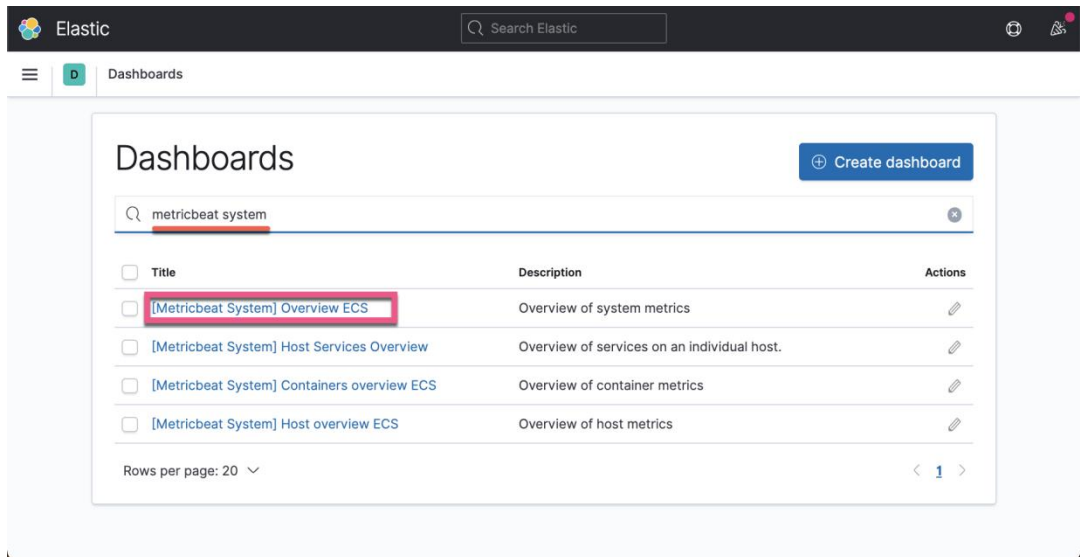 Elastic
Search Elastic
D
Dashboards
Dashboards
Create dashboard
metricbeat system
Title Description Actions
[Metricbeat System] Overview ECS Overview of system metrics
[Metricbeat System] Host Services Overview Overview of services on an individual host.
[Metricbeat System] Containers overview ECS Overview of container metrics
[Metricbeat System] Host overview ECS Overview of host metrics
Rows per page: 20
1